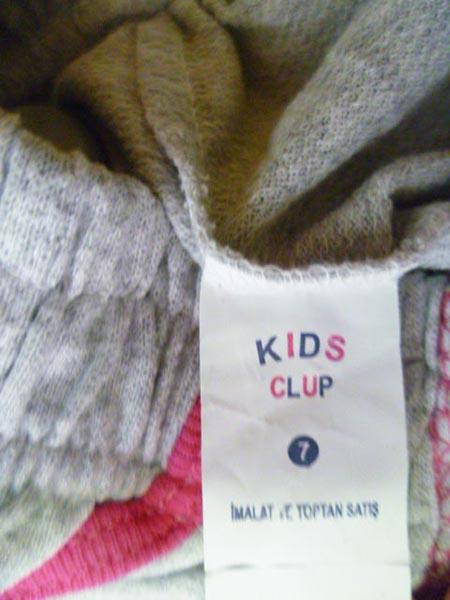 KIDS
CLUP
7
İMALAT VE TOPTAN SATIŞ